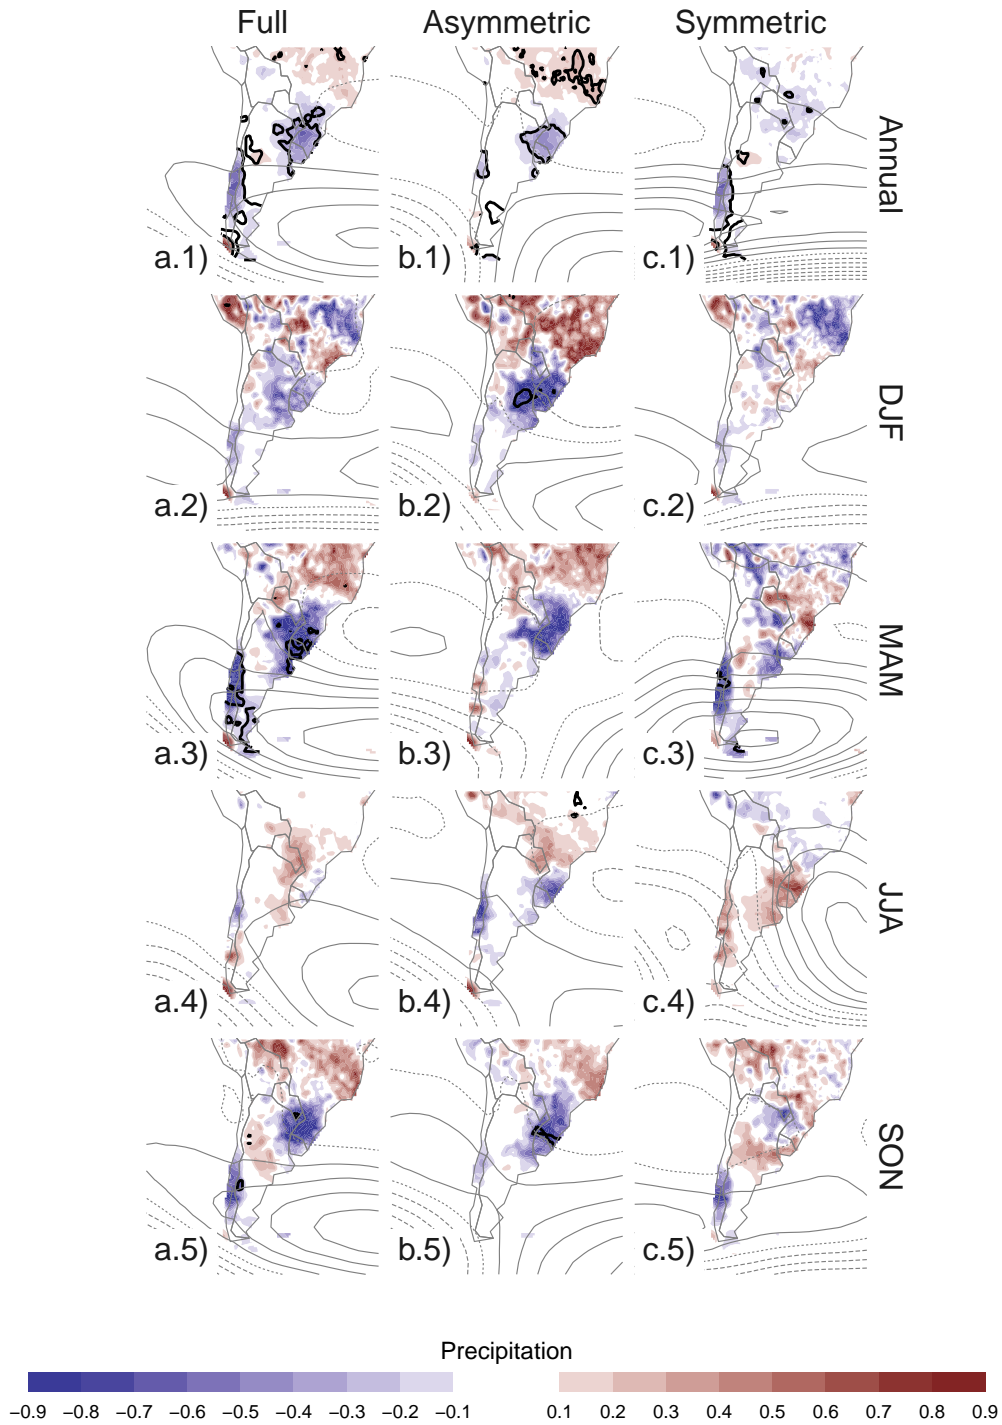 Full Asymmetric Symmetric
a.1) b.1) c.1) Annual
a.2) b.2) c.2) DJF
a.3) b.3) c.3) MAM
a.4) b.4) c.4) JJA
a.5) b.5) c.5) SON
Precipitation
−0.9 −0.8 −0.7 −0.6 −0.5 −0.4 −0.3 −0.2 −0.1 0.1 0.2 0.3 0.4 0.5 0.6 0.7 0.8 0.9